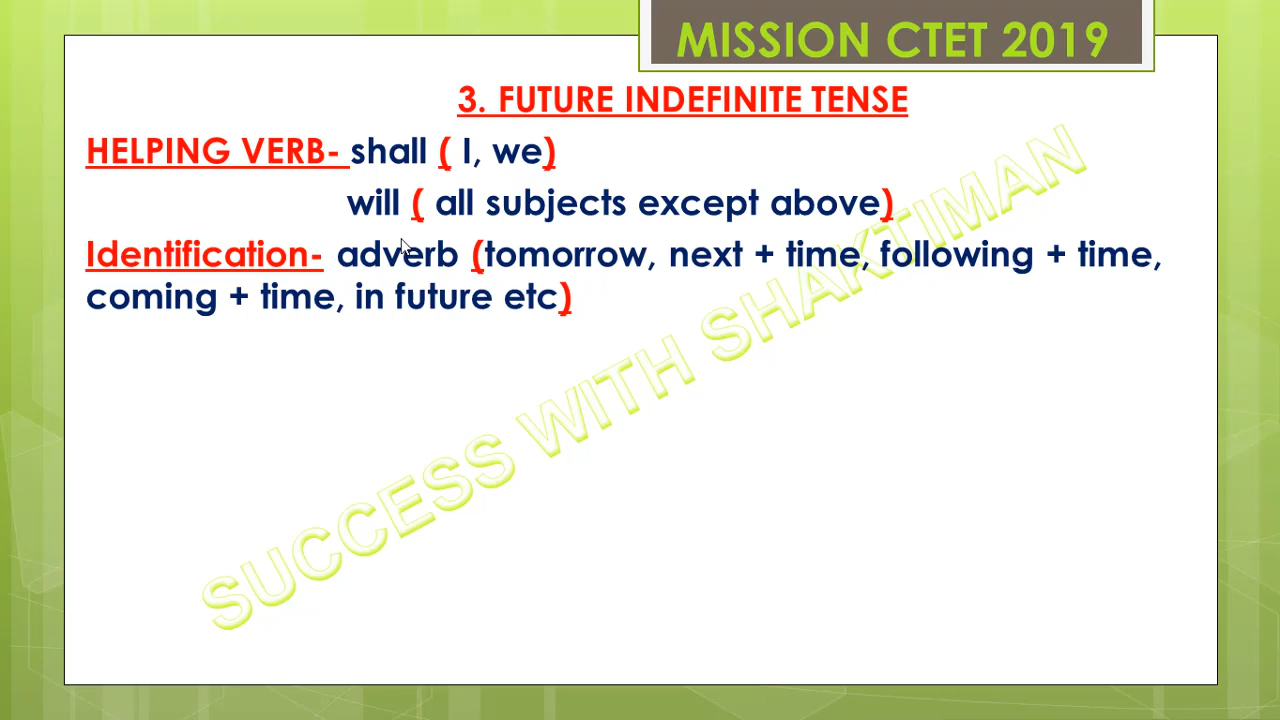 MISSION CTET 2019
3. FUTURE INDEFINITE TENSE
HELPING VERB- shall ( I, we)
will ( all subjects except above)
Identification- adverb (tomorrow, next + time, following + time,
coming + time, in future etc)
SUCCESS WITH SHAKTIMAN